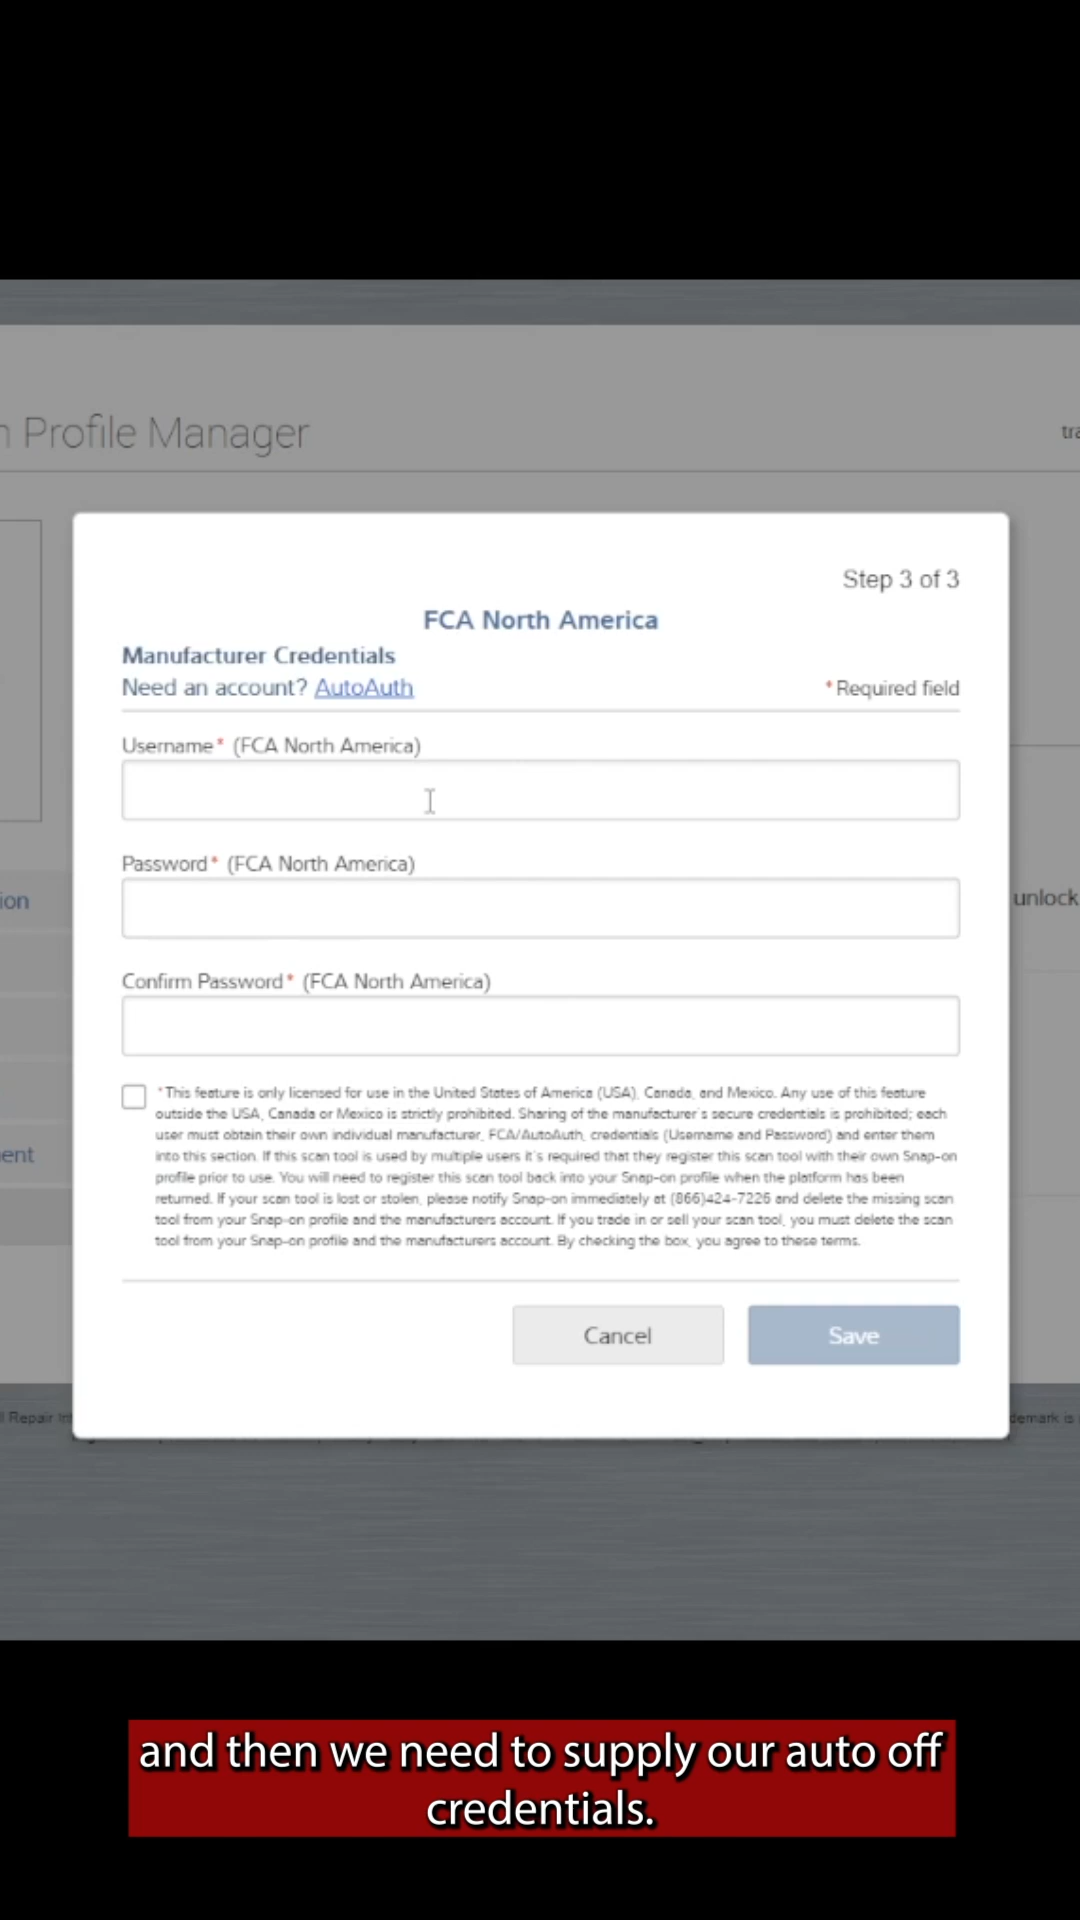 Profile Manager
Step 3 of 3
FCA North America
Manufacturer Credentials
Need an account? AutoAuth
* Required field
Username* (FCA North America)
Password* (FCA North America)
Confirm Password* (FCA North America)
unlock
*This feature is only licensed for use in the United States of America (USA), Canada, and Mexico. Any use of this feature
outside the USA, Canada or Mexico is strictly prohibited. Sharing of the manufacturer's secure credentials is prohibited; each
user must obtain their own individual manufacturer, FCA/AutoAuth, credentials (Username and Password) and enter them
into this section. If this scan tool is used by multiple users it's required that they register this scan tool with their own Snap-on
profile prior to use. You will need to register this scan tool back into your Snap-on profile when the platform has been
returned. If your scan tool is lost or stolen, please notify Snap-on immediately at (866)424-7226 and delete the missing scan
tool from your Snap-on profile and the manufacturers account. If you trade in or sell your scan tool, you must delete the scan
tool from your Snap-on profile and the manufacturers account. By checking the box, you agree to these terms.
Cancel
Save
Repair
and then we need to supply our auto off
credentials.